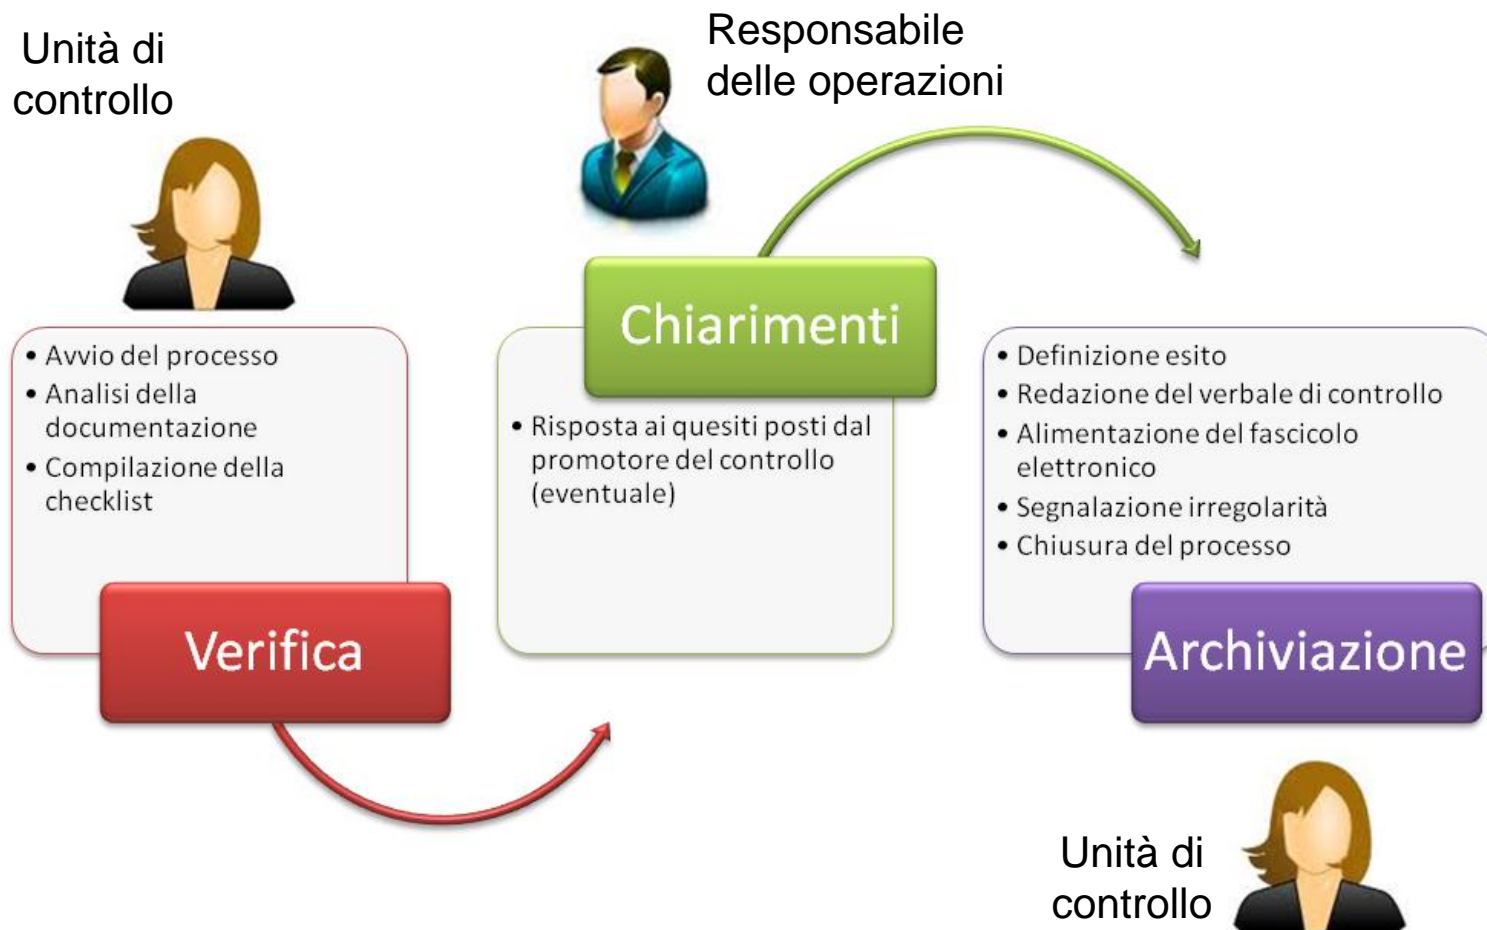 Unità di
controllo
• Avvio del processo
• Analisi della
documentazione
• Compilazione della
checklist
Verifica
Responsabile
delle operazioni
Chiarimenti
• Risposta ai quesiti posti dal
promotore del controllo
(eventuale)
• Definizione esito
• Redazione del verbale di controllo
• Alimentazione del fascicolo
elettronico
• Segnalazione irregolarità
• Chiusura del processo
Archiviazione
Unità di
controllo